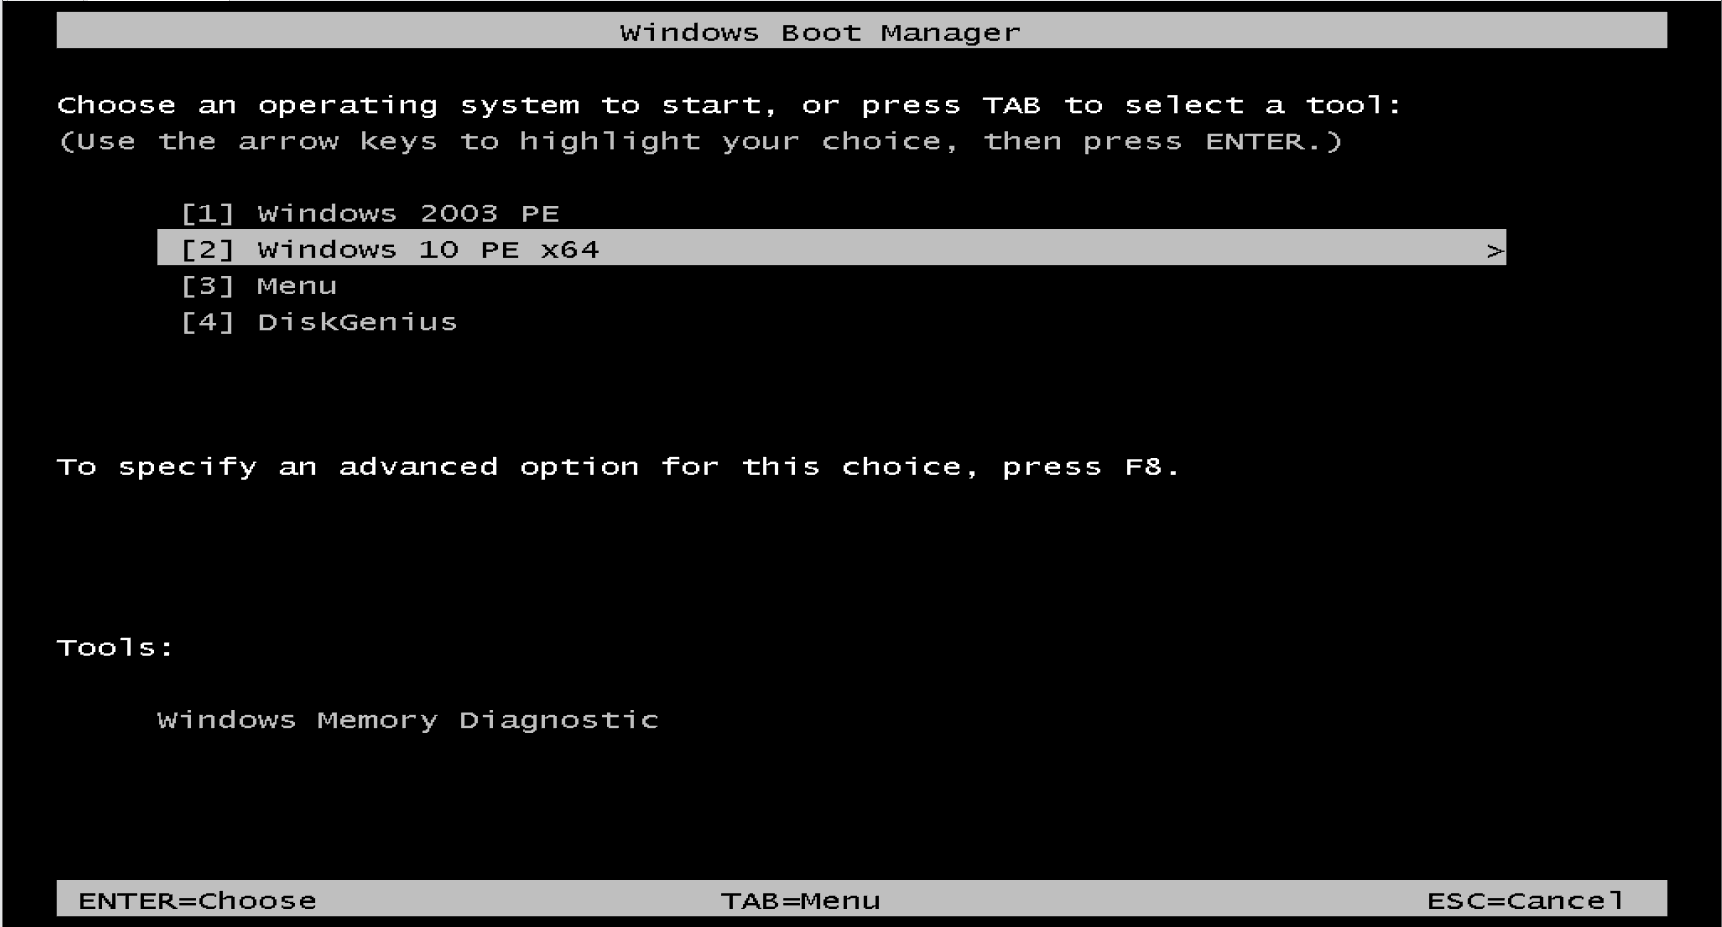 Windows Boot Manager
Choose an operating system to start, or press TAB to select a tool:
(Use the arrow keys to highlight your choice, then press ENTER.)
[1] Windows 2003 PE
[2] Windows 10 PE x64 >
[3] Menu
[4] DiskGenius
To specify an advanced option for this choice, press F8.
Tools:
Windows Memory Diagnostic
ENTER=Choose TAB=Menu ESC=Cancel